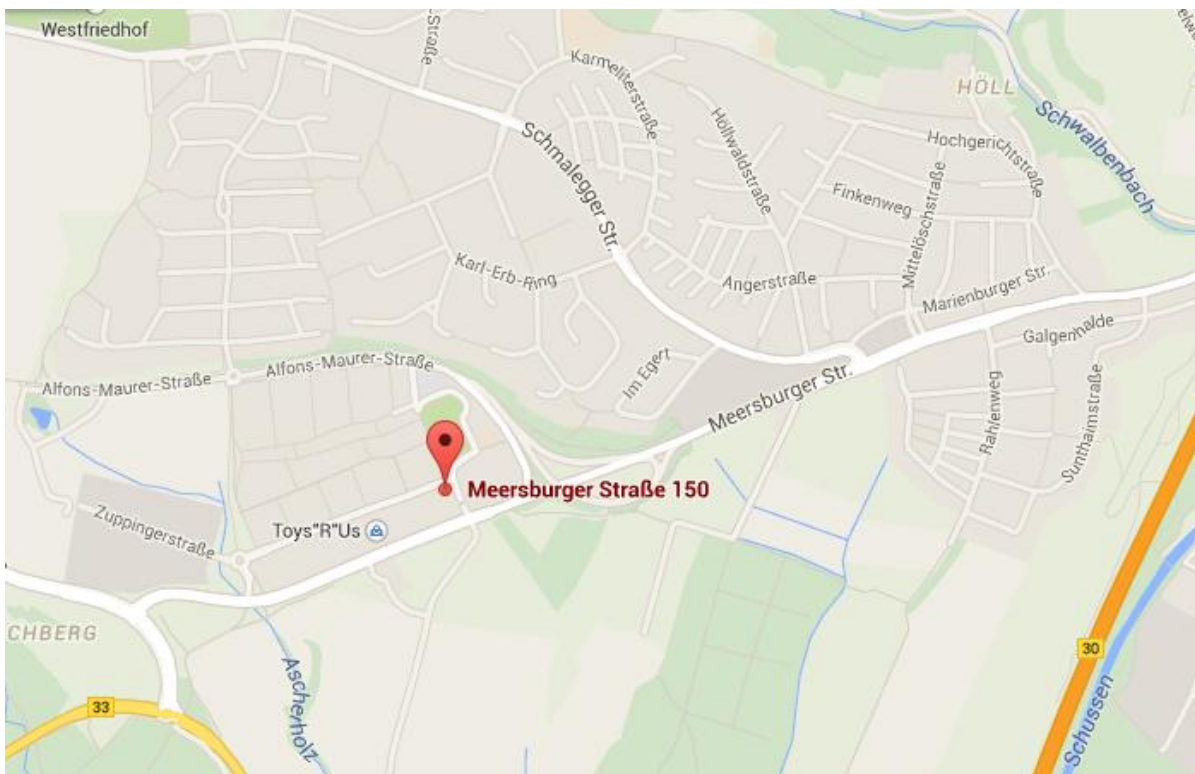 Westfriedhof
-Straße
Karmeliterstraße
HÖLL
Schwalbenbach
Schmalegger Str.
Höllwaldstraße
Hochgerichtstraße
Finkenweg
Mittelöschstraße
Karl-Erb-Ring
Angerstraße
Marienburger Str.
Galgenhalde
Alfons-Maurer-Straße
Alfons-Maurer-Straße
Im Egert
Meersburger Str.
Rahlenweg
Sunthaimstraße
Meersburger Straße 150
Zuppingerstraße
Toys"R"Us
CHBERG
Ascherholz
33
30
Schussen